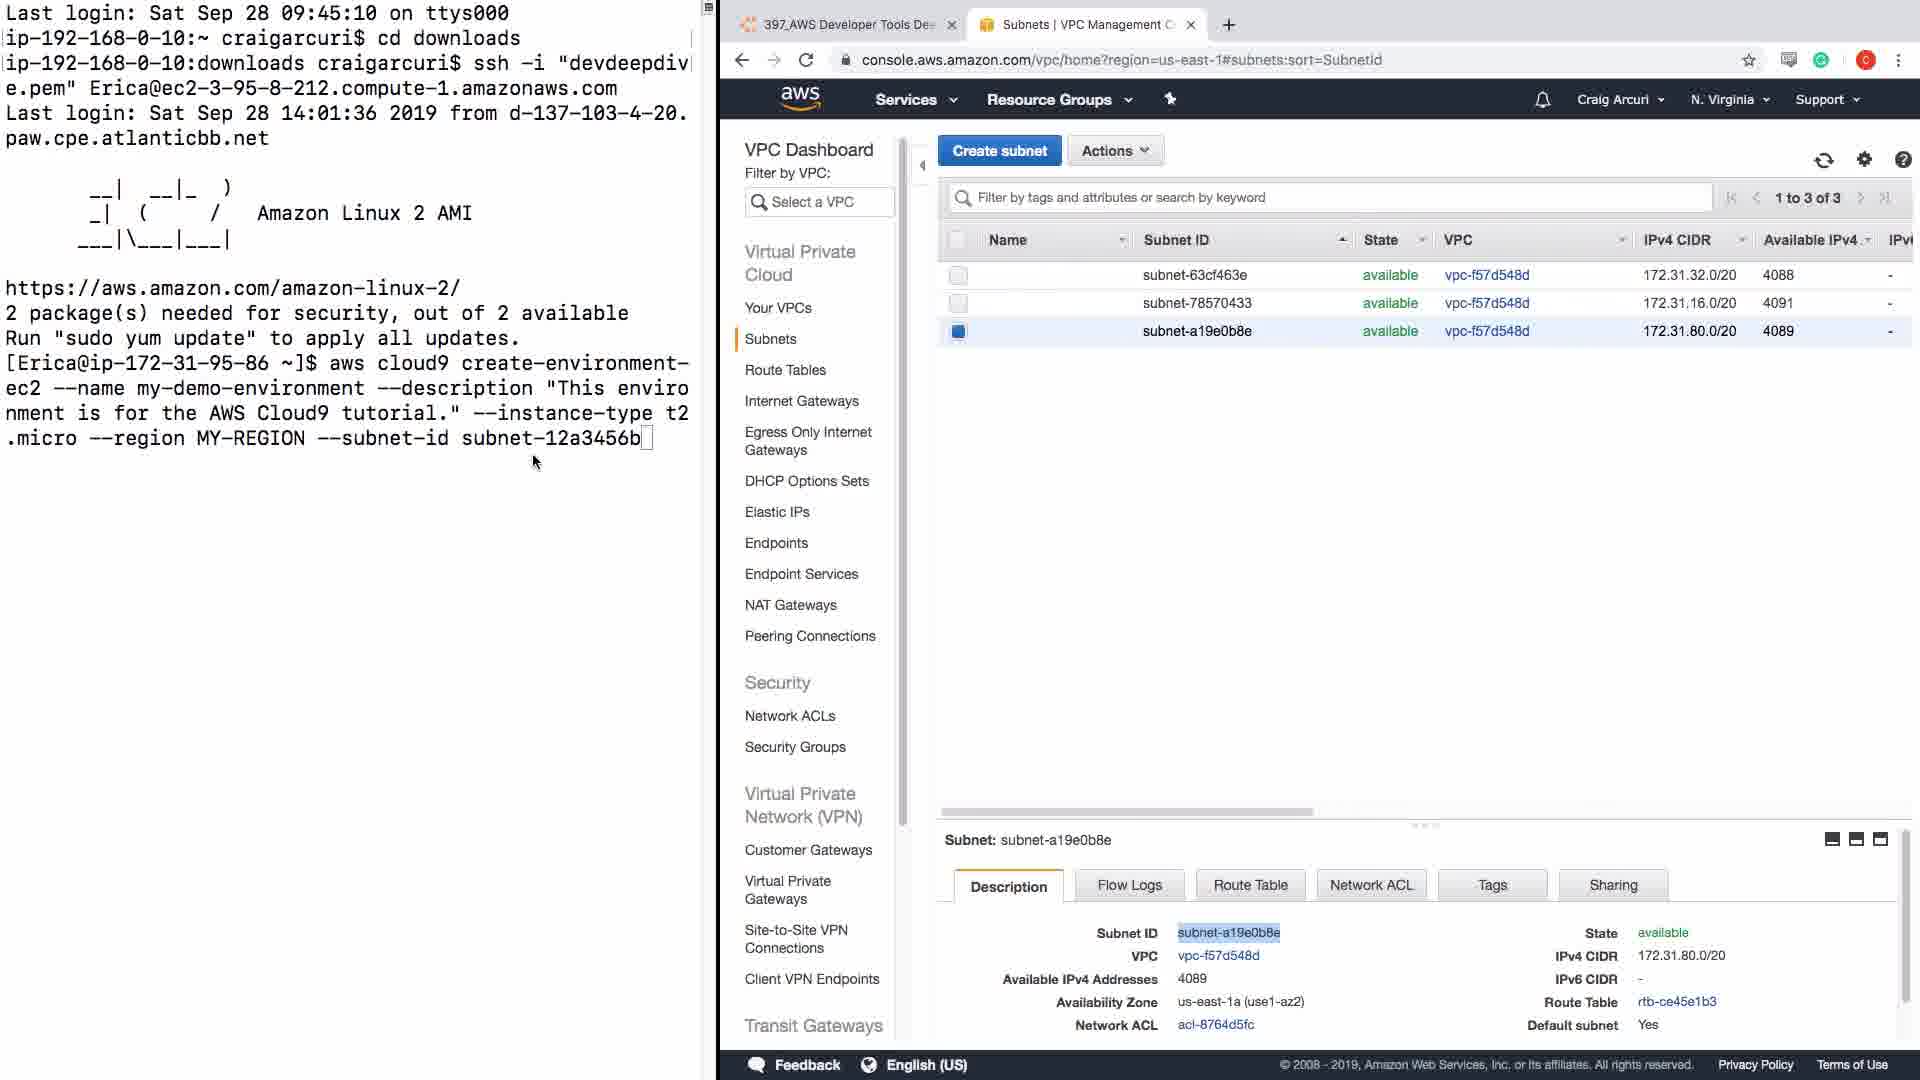 Last login: Sat Sep 28 09:45:10 on ttys000
ip-192-168-0-10:~ craigarcuri$ cd downloads
ip-192-168-0-10:downloads craigarcuri$ ssh -i "devdeepdiv
e.pem" Erica@ec2-3-95-8-212.compute-1.amazonaws.com
Last login: Sat Sep 28 14:01:36 2019 from d-137-103-4-20.
paw.cpe.atlanticbb.net
__| __|_ )
_| ( / Amazon Linux 2 AMI
___|\___|___|
https://aws.amazon.com/amazon-linux-2/
2 package(s) needed for security, out of 2 available
Run "sudo yum update" to apply all updates.
[Erica@ip-172-31-95-86 ~]$ aws cloud9 create-environment-
ec2 --name my-demo-environment --description "This enviro
nment is for the AWS Cloud9 tutorial." --instance-type t2
.micro --region MY-REGION --subnet-id subnet-12a3456b
397_AWS Developer Tools Dee
Subnets | VPC Management C
console.aws.amazon.com/vpc/home?region=us-east-1#subnets:sort=SubnetId
C
aws
Services
Resource Groups
Craig Arcuri
N. Virginia
Support
VPC Dashboard
Filter by VPC:
Select a VPC
Virtual Private
Cloud
Your VPCs
Subnets
Route Tables
Internet Gateways
Egress Only Internet
Gateways
DHCP Options Sets
Elastic IPs
Endpoints
Endpoint Services
NAT Gateways
Peering Connections
Security
Network ACLs
Security Groups
Virtual Private
Network (VPN)
Customer Gateways
Virtual Private
Gateways
Site-to-Site VPN
Connections
Client VPN Endpoints
Transit Gateways
Create subnet
Actions
Filter by tags and attributes or search by keyword
1 to 3 of 3
Name Subnet ID State VPC IPv4 CIDR Available IPv4 IPv
subnet-63cf463e available vpc-f57d548d 172.31.32.0/20 4088 -
subnet-78570433 available vpc-f57d548d 172.31.16.0/20 4091 -
subnet-a19e0b8e available vpc-f57d548d 172.31.80.0/20 4089 -
Subnet: subnet-a19e0b8e
Description Flow Logs Route Table Network ACL Tags Sharing
Subnet ID subnet-a19e0b8e State available
VPC vpc-f57d548d IPv4 CIDR 172.31.80.0/20
Available IPv4 Addresses 4089 IPv6 CIDR -
Availability Zone us-east-1a (use1-az2) Route Table rtb-ce45e1b3
Network ACL acl-8764d5fc Default subnet Yes
Feedback English (US)
© 2008 - 2019, Amazon Web Services, Inc. or its affiliates. All rights reserved. Privacy Policy Terms of Use